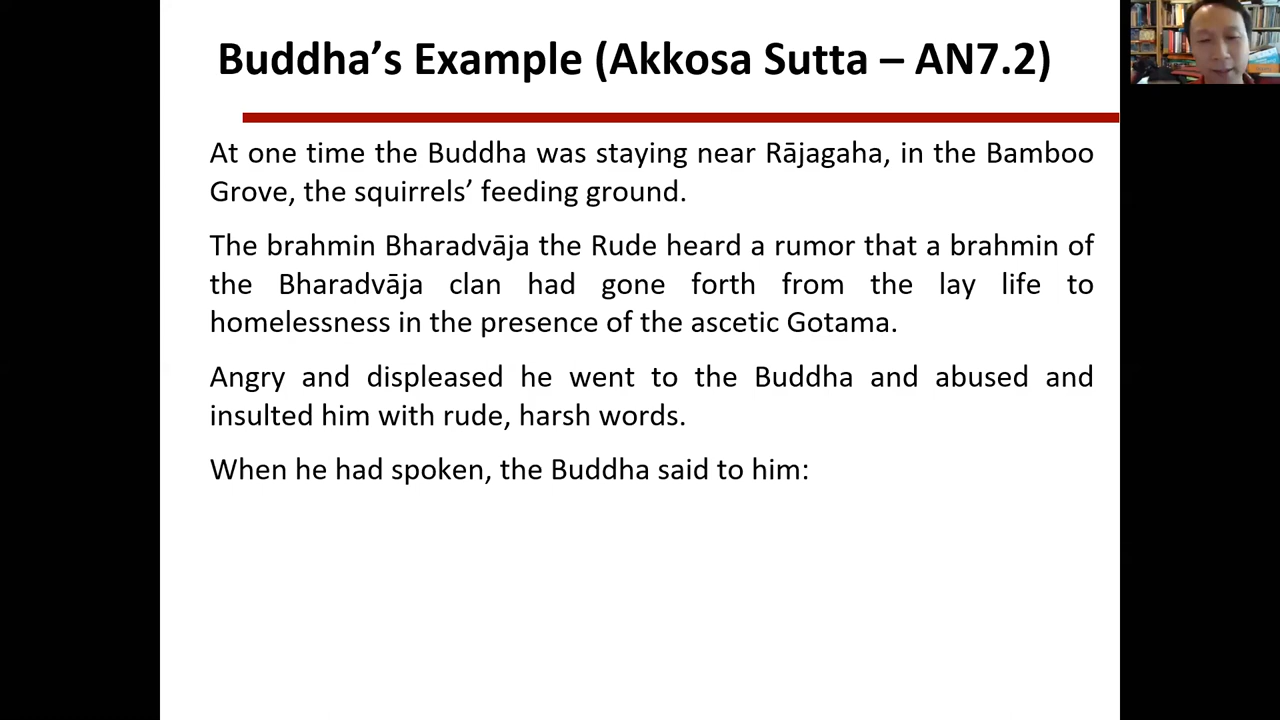 Buddha’s Example (Akkosa Sutta – AN7.2)
At one time the Buddha was staying near Rājagaha, in the Bamboo
Grove, the squirrels’ feeding ground.
The brahmin Bharadvāja the Rude heard a rumor that a brahmin of
the Bharadvāja clan had gone forth from the lay life to
homelessness in the presence of the ascetic Gotama.
Angry and displeased he went to the Buddha and abused and
insulted him with rude, harsh words.
When he had spoken, the Buddha said to him: